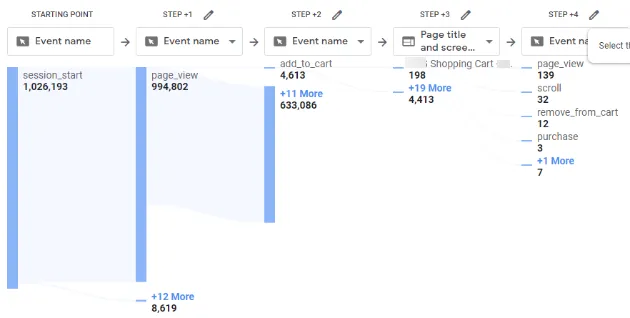 STARTING POINT
STEP +1
STEP +2
STEP +3
STEP +4
Event name
Event name
Event name
Page title
and scree...
Event na
Select th
session_start
1,026,193
page_view
994,802
+12 More
8,619
add_to_cart
4,613
+11 More
633,086
Shopping Cart
198
+19 More
4,413
page_view
139
scroll
32
remove_from_cart
12
purchase
3
+1 More
7